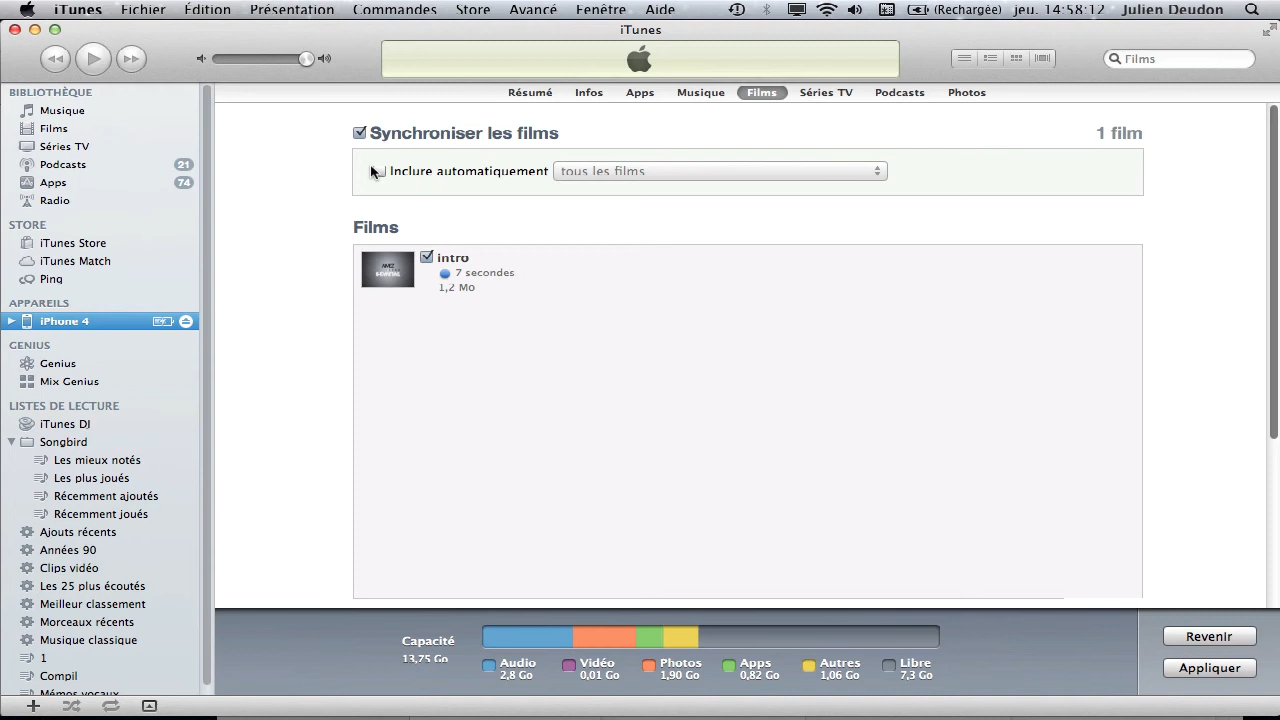 iTunes Fichier Édition Présentation Commandes Store Avancé Fenêtre Aide (Rechargée) jeu. 14:58:12 Julien Deudon
iTunes
Films
BIBLIOTHÈQUE
Musique
Films
Séries TV
Podcasts 21
Apps 74
Radio
STORE
iTunes Store
iTunes Match
Ping
APPAREILS
iPhone 4
GENIUS
Genius
Mix Genius
LISTES DE LECTURE
iTunes DJ
Songbird
Les mieux notés
Les plus joués
Récemment ajoutés
Récemment joués
Ajouts récents
Années 90
Clips vidéo
Les 25 plus écoutés
Meilleur classement
Morceaux récents
Musique classique
1
Compil
Mémos vocaux
Résumé Infos Apps Musique Films Séries TV Podcasts Photos
Synchroniser les films 1 film
Inclure automatiquement tous les films
Films
intro
7 secondes
1,2 Mo
Capacité
13,75 Go
Audio
2,8 Go
Vidéo
0,01 Go
Photos
1,90 Go
Apps
0,82 Go
Autres
1,06 Go
Libre
7,3 Go
Revenir
Appliquer